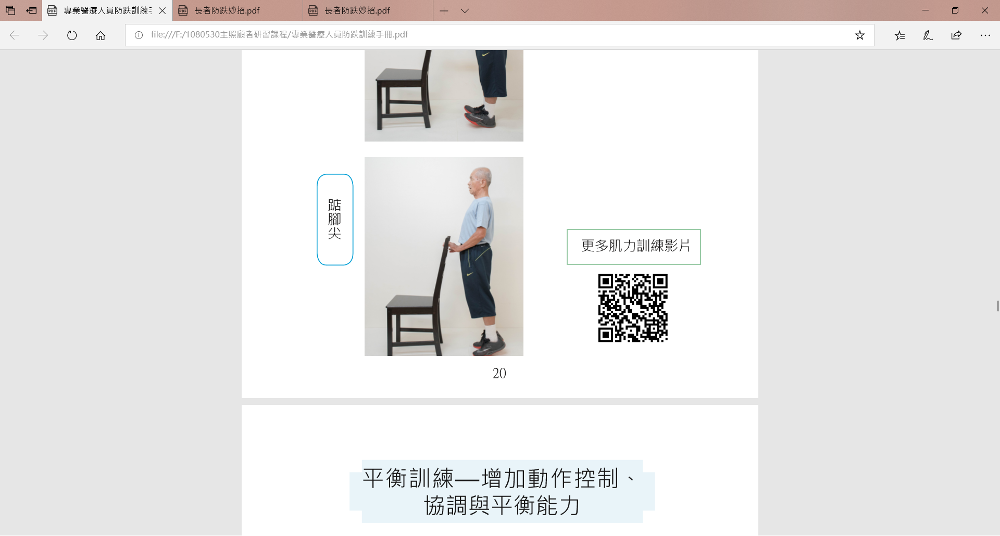 專業醫療人員防跌訓練手
長者防跌妙招.pdf
長者防跌妙招.pdf
file:///F:/1080530主照顧者研習課程/專業醫療人員防跌訓練手冊.pdf
踮腳尖
更多肌力訓練影片
20
平衡訓練—增加動作控制、
協調與平衡能力